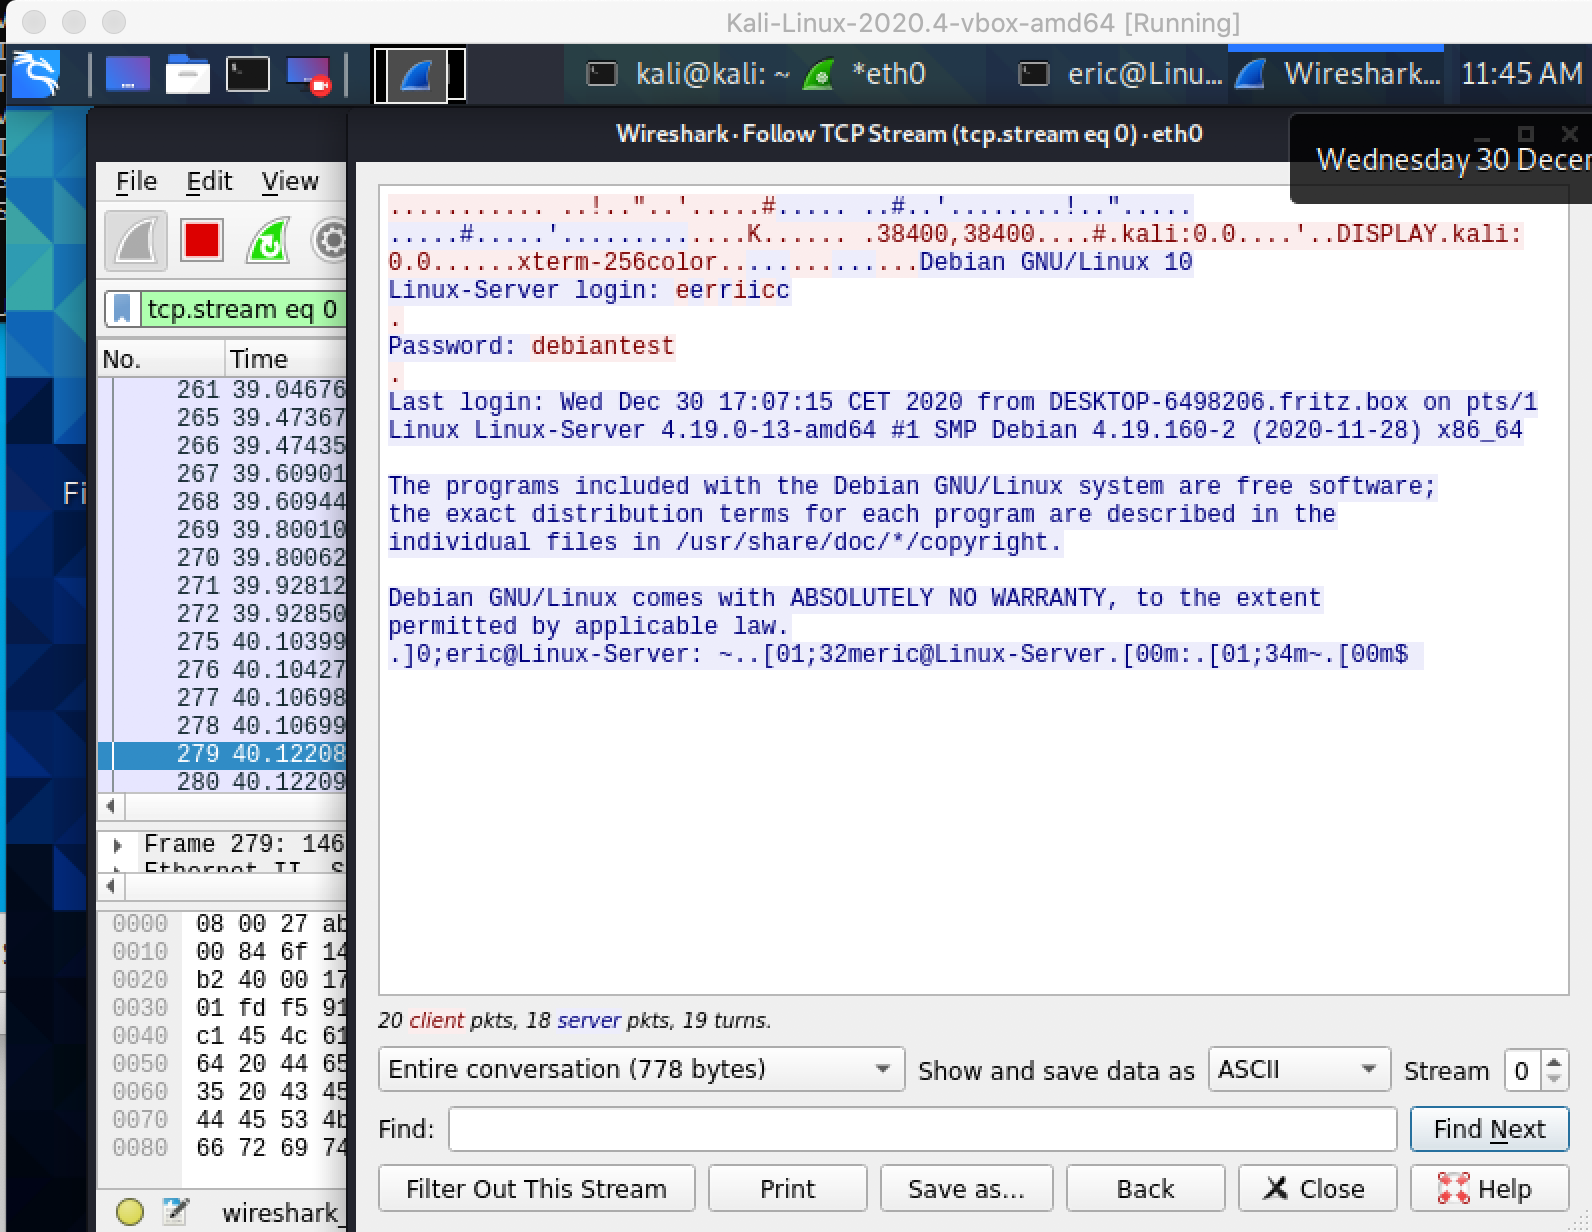 Kali-Linux-2020.4-vbox-amd64 [Running]
kali@kali: ~
*eth0
eric@Linu...
Wireshark...
11:45 AM
Wireshark · Follow TCP Stream (tcp.stream eq 0) · eth0
Wednesday 30 Decer
File Edit View
tcp.stream eq 0
No. Time
261 39.04676
265 39.47367
266 39.47435
267 39.60901
268 39.60944
269 39.80010
270 39.80062
271 39.92812
272 39.92850
275 40.10399
276 40.10427
277 40.10698
278 40.10699
279 40.12208
280 40.12209
Frame 279: 146
Ethernet II, S
0000 08 00 27 ab
0010 00 84 6f 14
0020 b2 40 00 17
0030 01 fd f5 91
0040 c1 45 4c 61
0050 64 20 44 65
0060 35 20 43 45
0070 44 45 53 4b
0080 66 72 69 74
wireshark_
Fi
........... ..!.."..'.....#..... ..#..'........!..".....
.....#.....'..............K...... .38400,38400....#.kali:0.0....'..DISPLAY.kali:
0.0......xterm-256color..............Debian GNU/Linux 10
Linux-Server login: eerriicc
.
Password: debiantest
.
Last login: Wed Dec 30 17:07:15 CET 2020 from DESKTOP-6498206.fritz.box on pts/1
Linux Linux-Server 4.19.0-13-amd64 #1 SMP Debian 4.19.160-2 (2020-11-28) x86_64
The programs included with the Debian GNU/Linux system are free software;
the exact distribution terms for each program are described in the
individual files in /usr/share/doc/*/copyright.
Debian GNU/Linux comes with ABSOLUTELY NO WARRANTY, to the extent
permitted by applicable law.
.]0;eric@Linux-Server: ~..[01;32meric@Linux-Server.[00m:.[01;34m~.[00m$
20 client pkts, 18 server pkts, 19 turns.
Entire conversation (778 bytes)
Show and save data as
ASCII
Stream 0
Find:
Find Next
Filter Out This Stream
Print
Save as...
Back
Close
Help